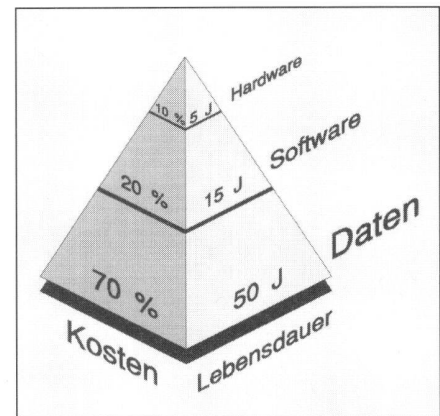 Hardware
10 % 5 J
Software
20 % 15 J
Daten
70 % 50 J
Kosten Lebensdauer